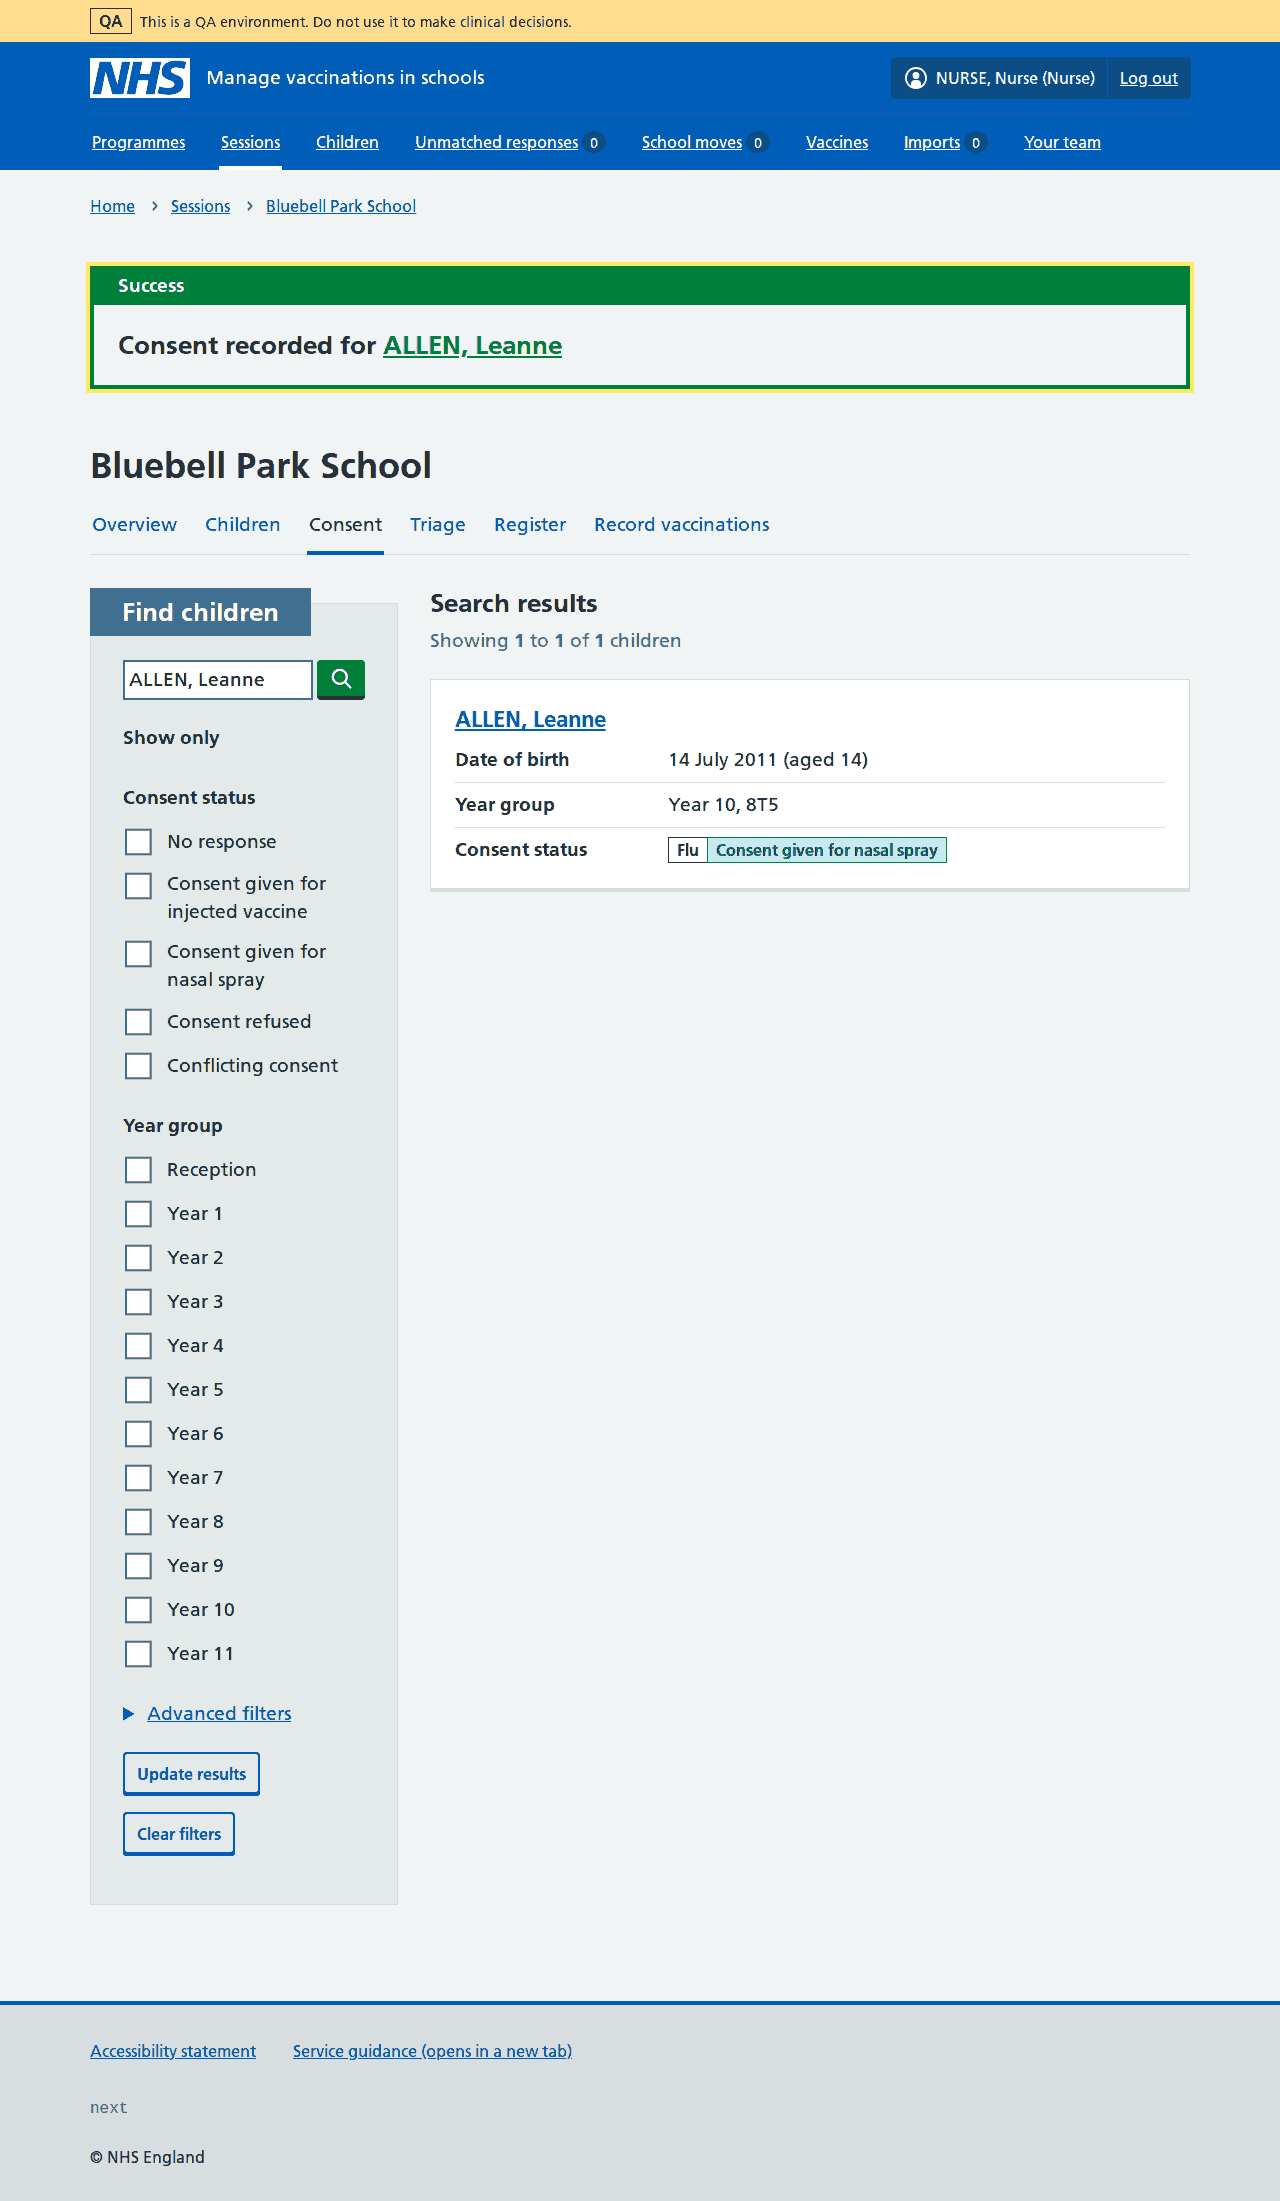 QA This is a QA environment. Do not use it to make clinical decisions.
NHS Manage vaccinations in schools NURSE, Nurse (Nurse) Log out
Programmes Sessions Children Unmatched responses 0 School moves 0 Vaccines Imports 0 Your team
Home Sessions Bluebell Park School
Success
Consent recorded for ALLEN, Leanne
Bluebell Park School
Overview Children Consent Triage Register Record vaccinations
Find children
ALLEN, Leanne
Show only
Consent status
No response
Consent given for
injected vaccine
Consent given for
nasal spray
Consent refused
Conflicting consent
Year group
Reception
Year 1
Year 2
Year 3
Year 4
Year 5
Year 6
Year 7
Year 8
Year 9
Year 10
Year 11
Advanced filters
Update results
Clear filters
Search results
Showing 1 to 1 of 1 children
ALLEN, Leanne
Date of birth 14 July 2011 (aged 14)
Year group Year 10, 8T5
Consent status Flu Consent given for nasal spray
Accessibility statement Service guidance (opens in a new tab)
next
© NHS England